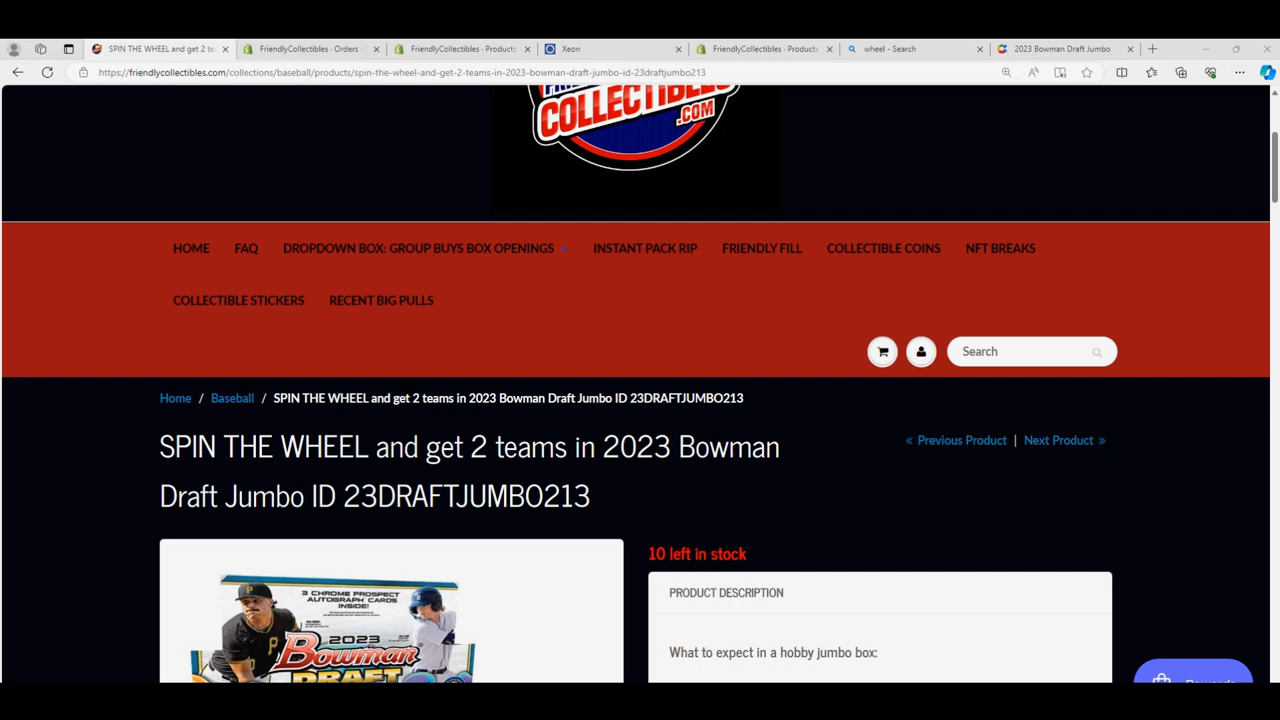 SPIN THE WHEEL and get 2 te
FriendlyCollectibles · Orders ·
FriendlyCollectibles · Products
Xeon
FriendlyCollectibles · Products
wheel - Search
2023 Bowman Draft Jumbo
https://friendlycollectibles.com/collections/baseball/products/spin-the-wheel-and-get-2-teams-in-2023-bowman-draft-jumbo-id-23draftjumbo213
COLLECTIBLES
.COM
HOME FAQ DROPDOWN BOX: GROUP BUYS BOX OPENINGS INSTANT PACK RIP FRIENDLY FILL COLLECTIBLE COINS NFT BREAKS
COLLECTIBLE STICKERS RECENT BIG PULLS
Search
Home / Baseball / SPIN THE WHEEL and get 2 teams in 2023 Bowman Draft Jumbo ID 23DRAFTJUMBO213
SPIN THE WHEEL and get 2 teams in 2023 Bowman
Draft Jumbo ID 23DRAFTJUMBO213
« Previous Product | Next Product »
10 left in stock
PRODUCT DESCRIPTION
What to expect in a hobby jumbo box:
3 CHROME PROSPECT
AUTOGRAPH CARDS
INSIDE!
2023
Bowman
DRAFT